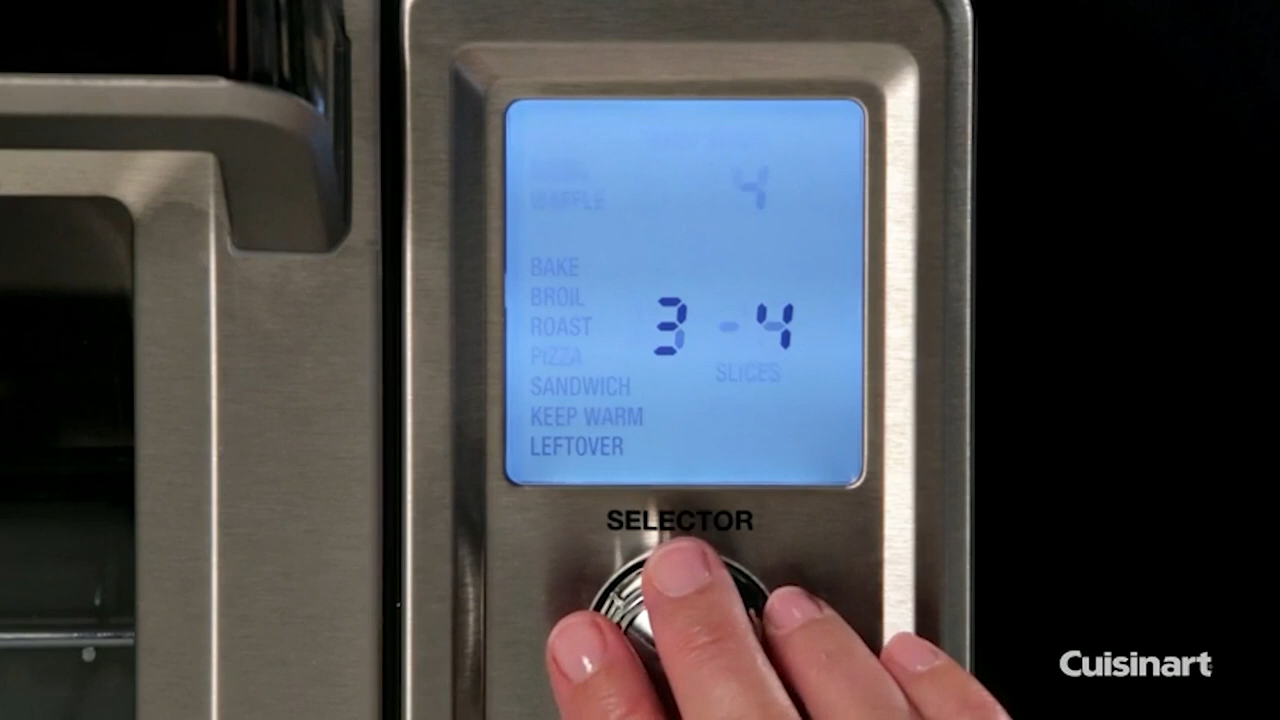 WAFFLE
4
BAKE
BROIL
ROAST
3 - 4
PIZZA
SLICES
SANDWICH
KEEP WARM
LEFTOVER
SELECTOR
Cuisinart